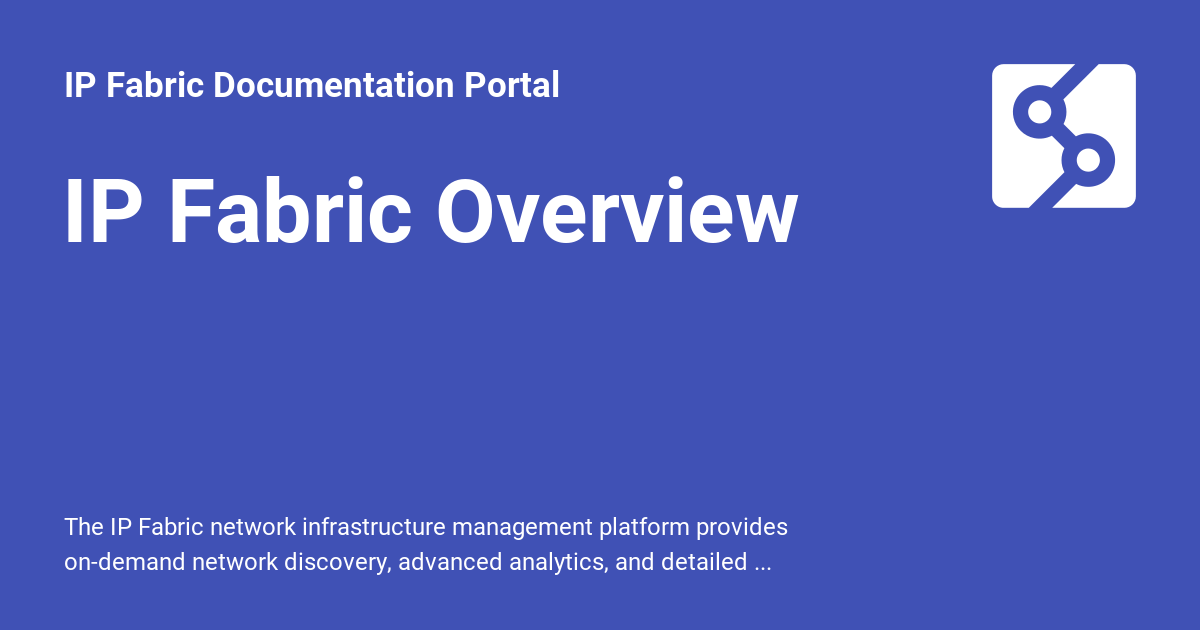 IP Fabric Documentation Portal
IP Fabric Overview
The IP Fabric network infrastructure management platform provides
on-demand network discovery, advanced analytics, and detailed ...